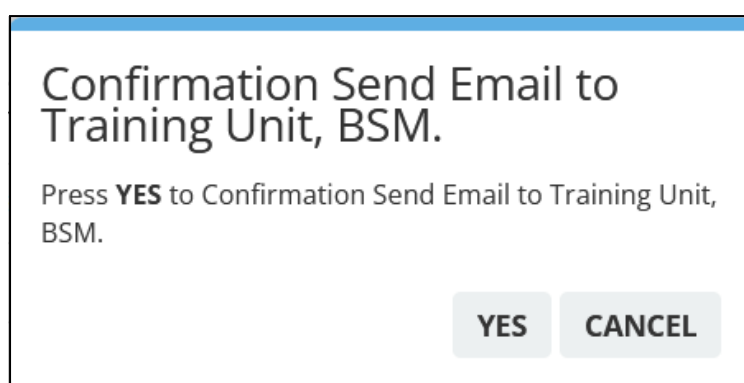 Confirmation Send Email to
Training Unit, BSM.
Press YES to Confirmation Send Email to Training Unit,
BSM.
YES CANCEL